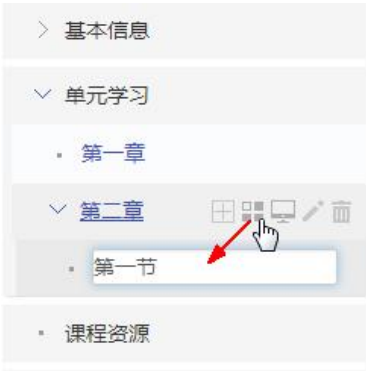 基本信息
单元学习
第一章
第二章
第一节
课程资源